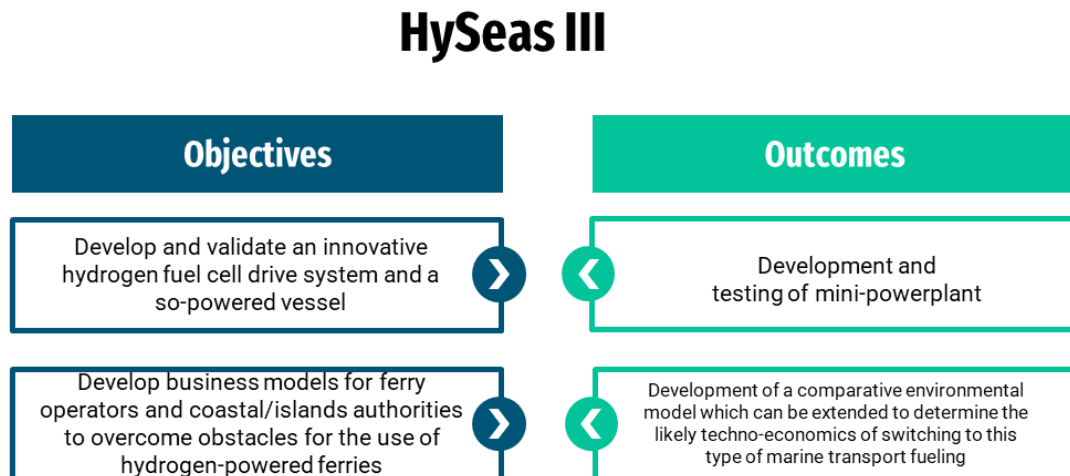 HySeas III
Objectives
Outcomes
Develop and validate an innovative
hydrogen fuel cell drive system and a
so-powered vessel
Development and
testing of mini-powerplant
Develop business models for ferry
operators and coastal/islands authorities
to overcome obstacles for the use of
hydrogen-powered ferries
Development of a comparative environmental
model which can be extended to determine the
likely techno-economics of switching to this
type of marine transport fueling